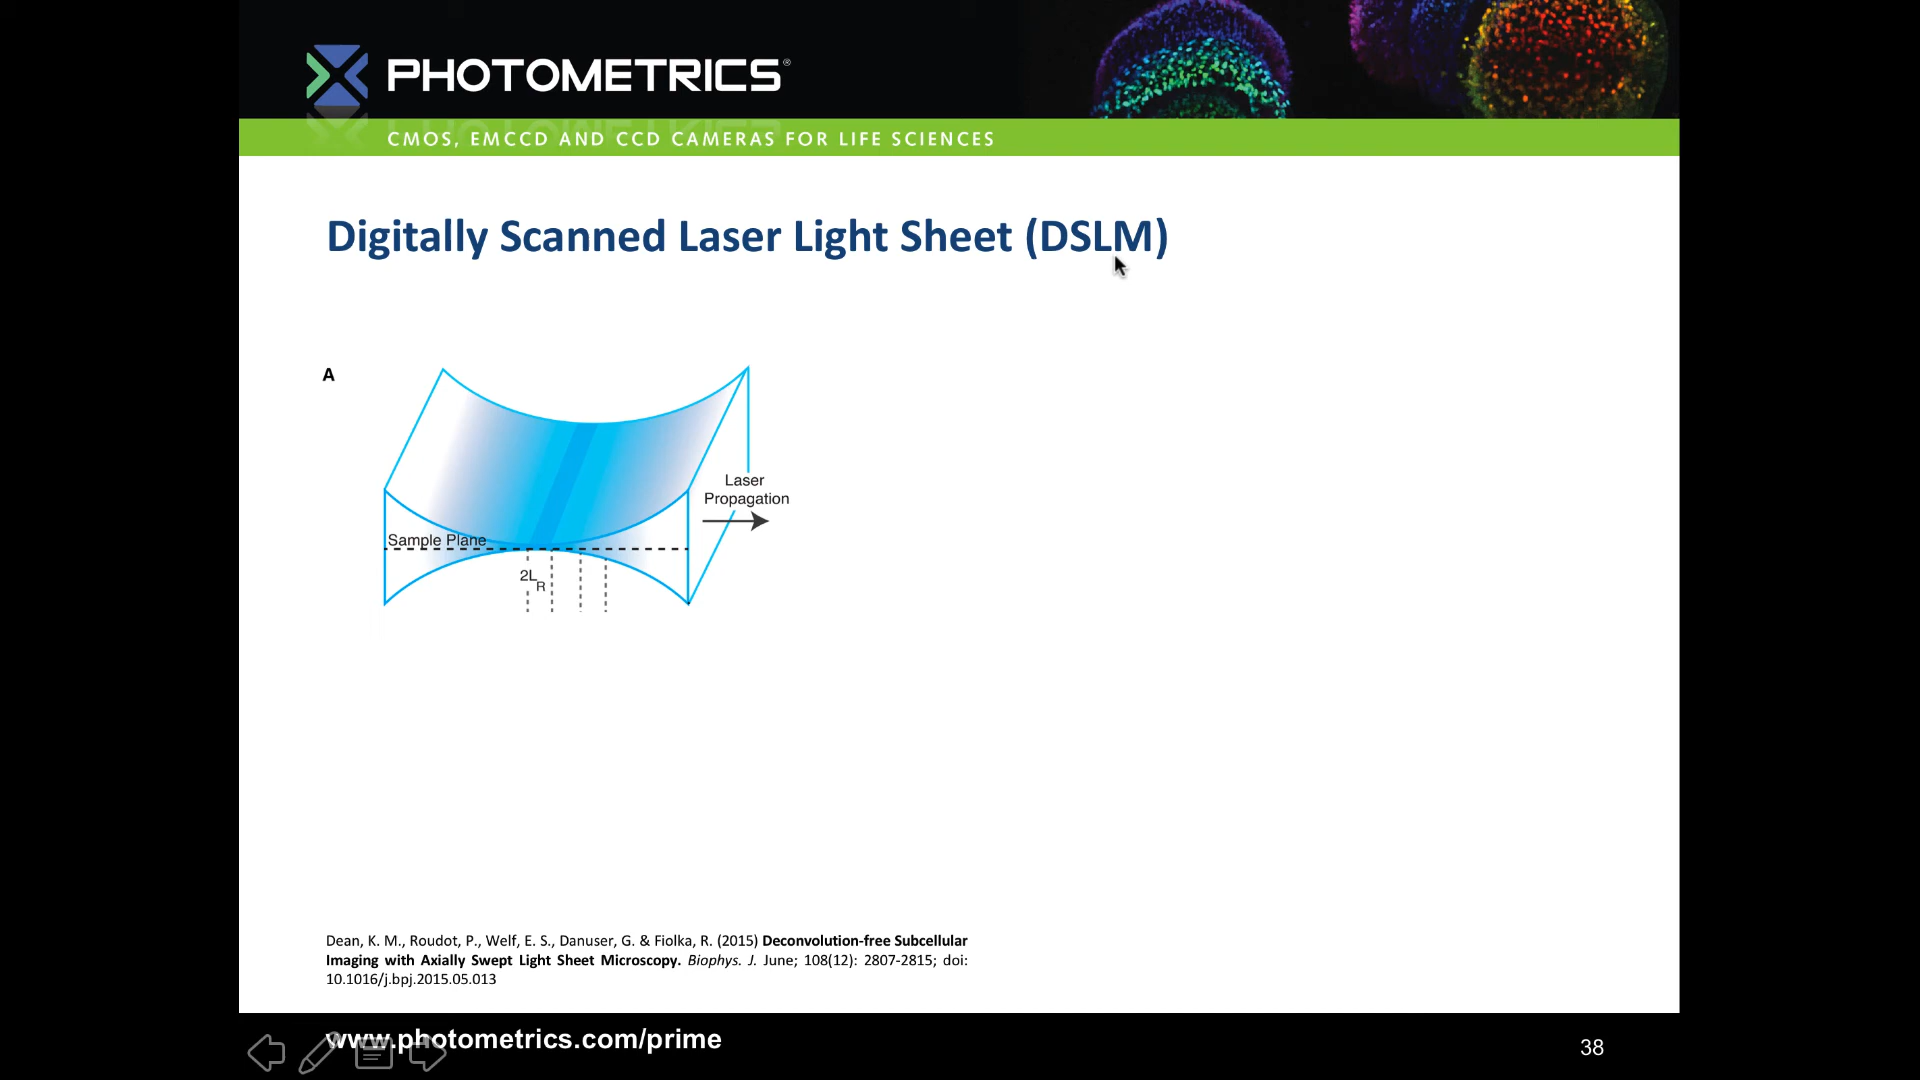 PHOTOMETRICS®
CMOS, EMCCD AND CCD CAMERAS FOR LIFE SCIENCES
Digitally Scanned Laser Light Sheet (DSLM)
A
Laser
Propagation
Sample Plane
2LR
Dean, K. M., Roudot, P., Welf, E. S., Danuser, G. & Fiolka, R. (2015) Deconvolution-free Subcellular
Imaging with Axially Swept Light Sheet Microscopy. Biophys. J. June; 108(12): 2807-2815; doi:
10.1016/j.bpj.2015.05.013
www.photometrics.com/prime
38